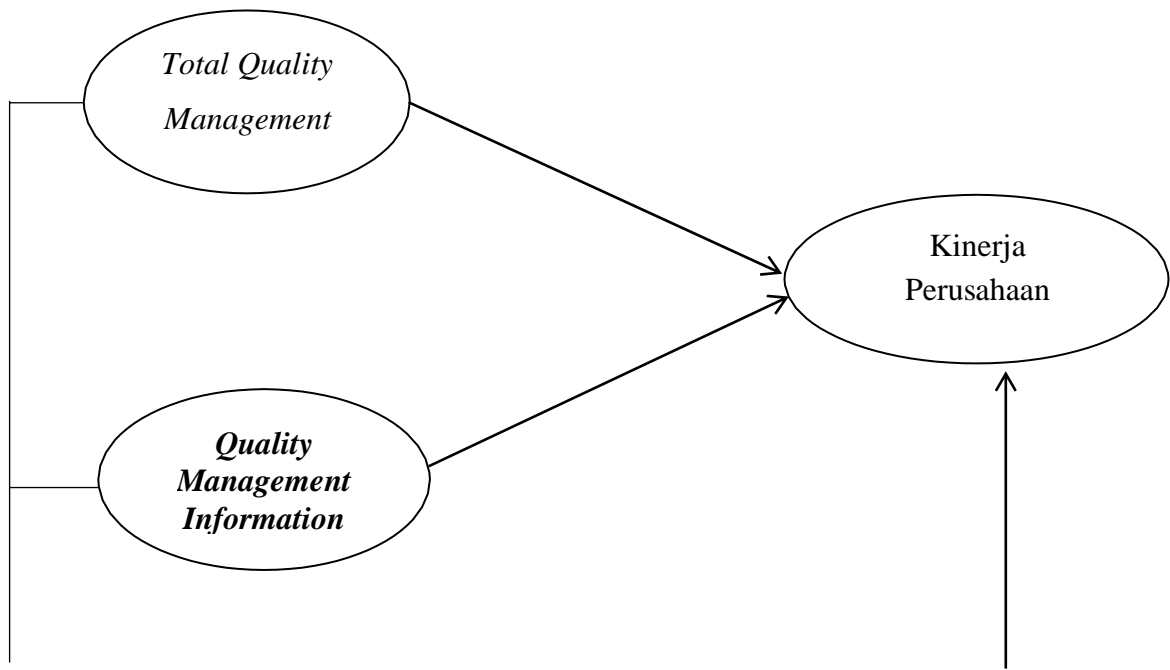 Total Quality
Management
Kinerja
Perusahaan
Quality
Management
Information